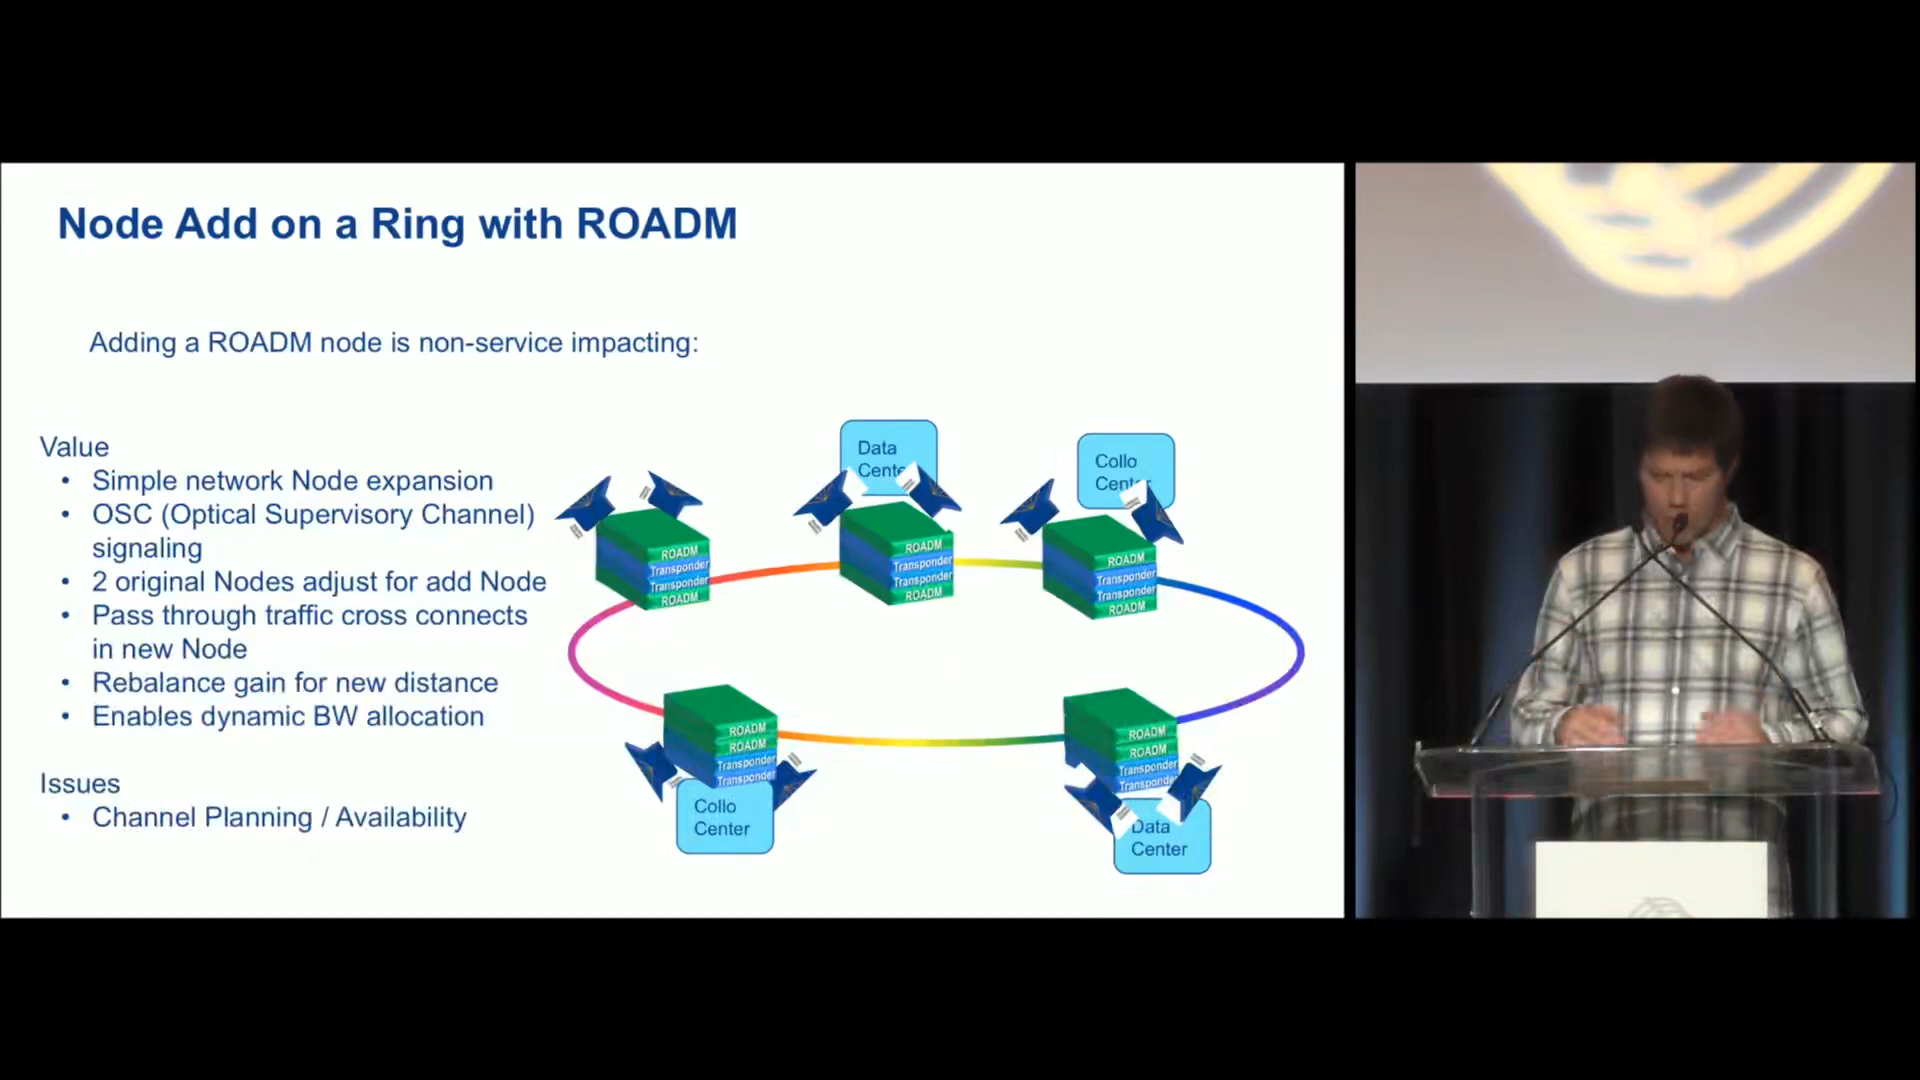 Node Add on a Ring with ROADM
Adding a ROADM node is non-service impacting:
Value
• Simple network Node expansion
• OSC (Optical Supervisory Channel)
signaling
• 2 original Nodes adjust for add Node
• Pass through traffic cross connects
in new Node
• Rebalance gain for new distance
• Enables dynamic BW allocation
Issues
• Channel Planning / Availability
Data
Cente
Collo
Center
ROADM
Transponder
Transponder
ROADM
ROADM
Transponder
Transponder
ROADM
ROADM
Transponder
Transponder
ROADM
ROADM
ROADM
Transponder
Transponder
Collo
Center
ROADM
ROADM
Transponder
Transponder
Data
Center